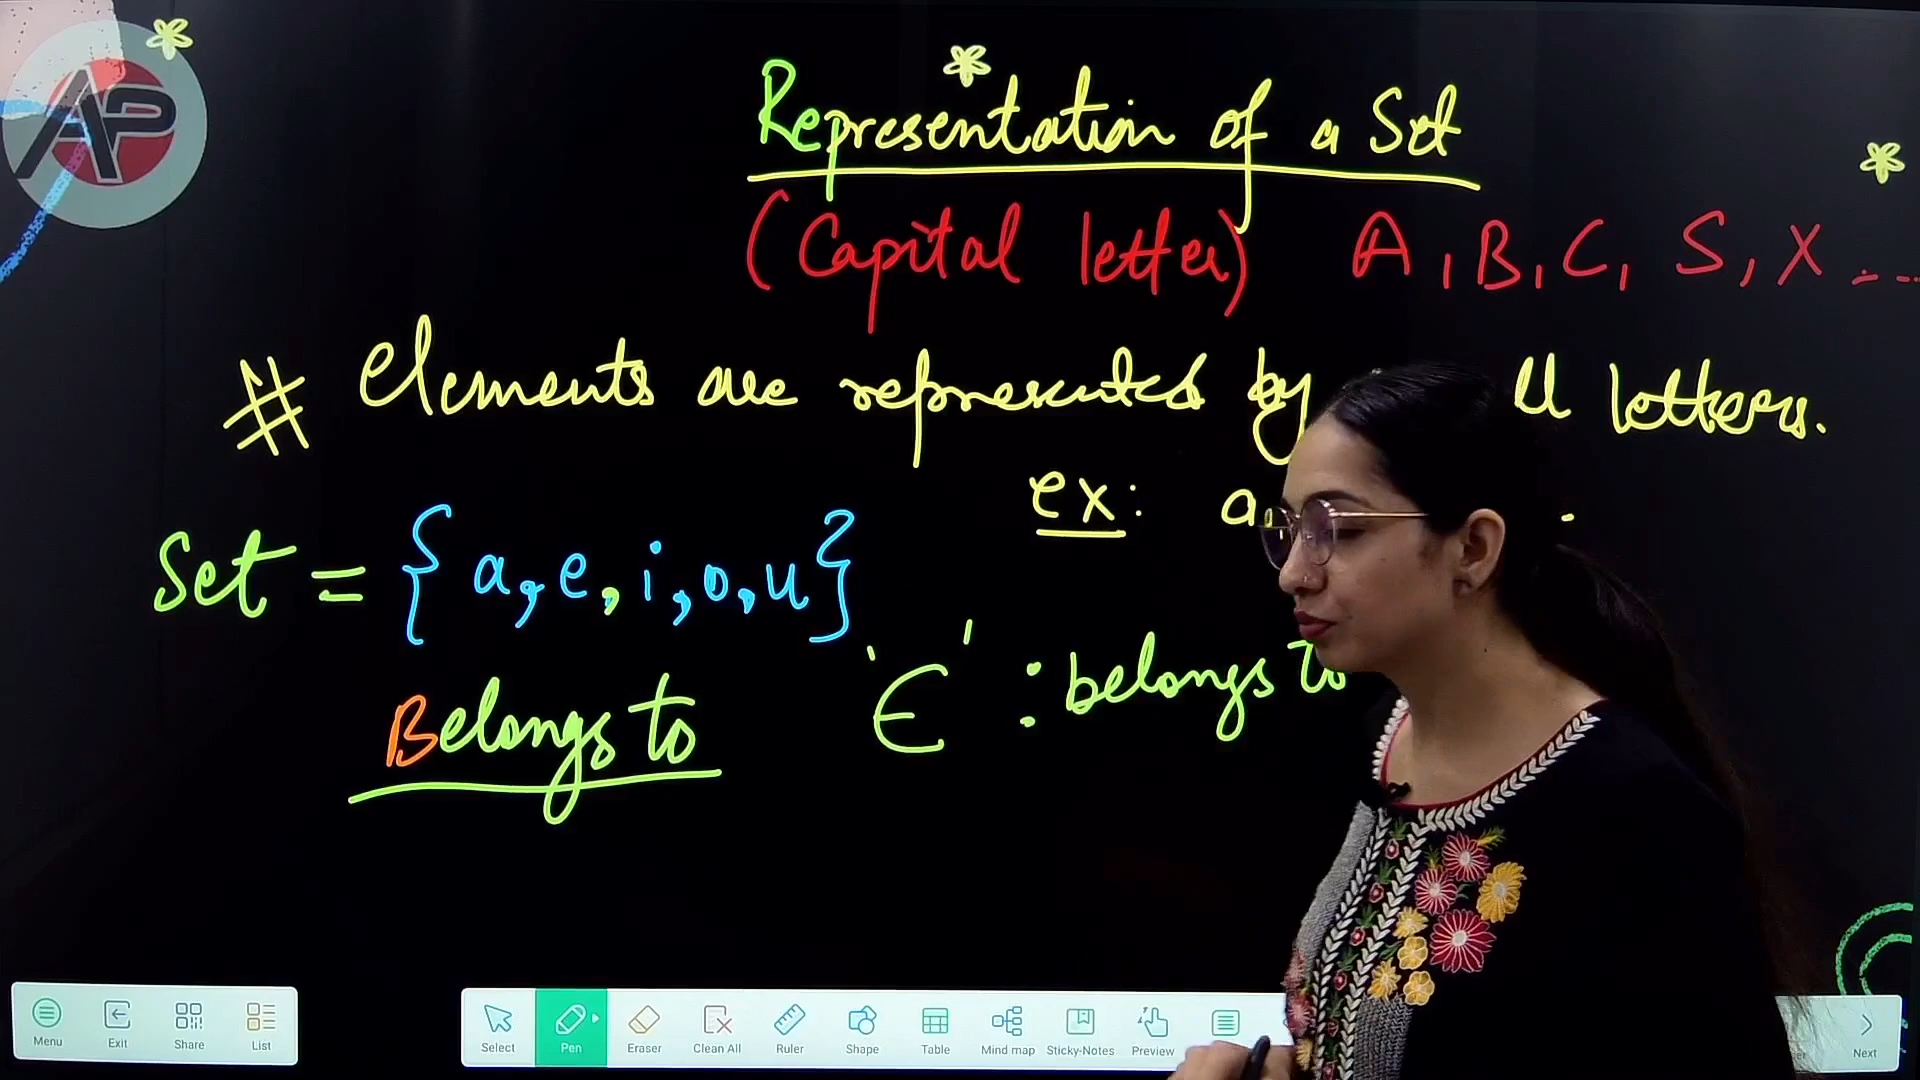 AP
Representation of a Set
(Capital letter) A, B, C, S, X ...
# Elements are represented by ll letters.
ex: a, .
Set = { a, e, i, o, u }
Belongs to '∈' : belongs to
Menu Exit Share List Select Pen Eraser Clean All Ruler Shape Table Mind map Sticky-Notes Preview Next